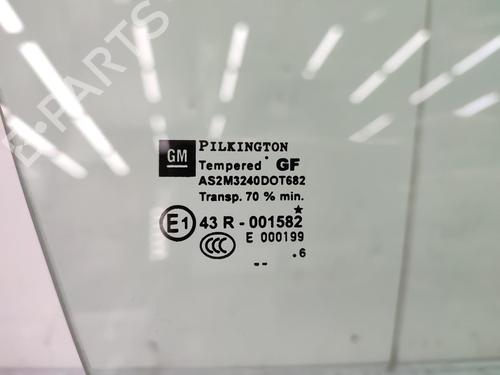 B-PARTS
GM PILKINGTON
Tempered GF
AS2M3240DOT682
Transp. 70 % min.
E1 43 R - 001582
CCC E 000199
-- .6